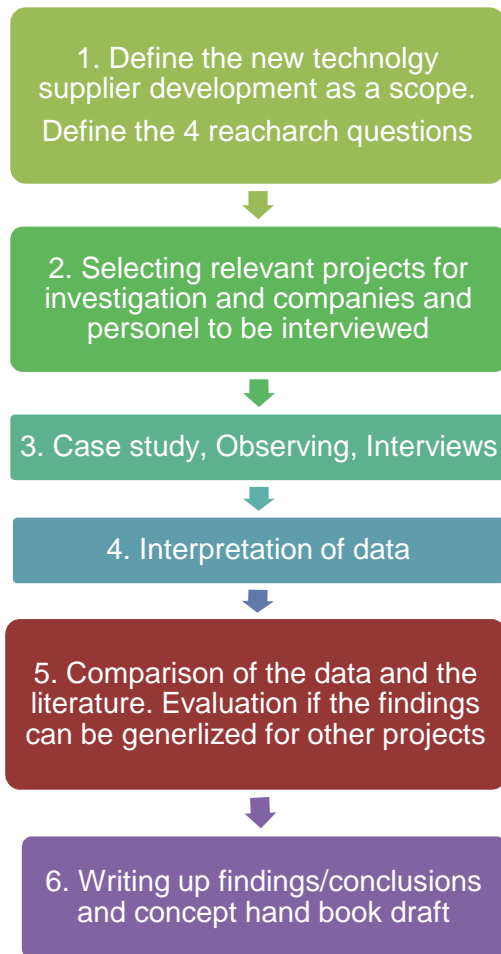 1. Define the new technolgy
supplier development as a scope.
Define the 4 reacharch questions
2. Selecting relevant projects for
investigation and companies and
personel to be interviewed
3. Case study, Observing, Interviews
4. Interpretation of data
5. Comparison of the data and the
literature. Evaluation if the findings
can be generlized for other projects
6. Writing up findings/conclusions
and concept hand book draft